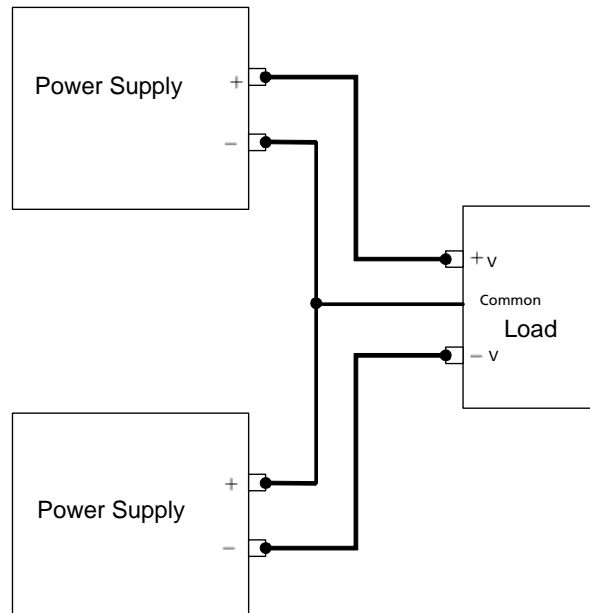 Power Supply
+
−
+ V
Common
Load
− V
Power Supply
+
−